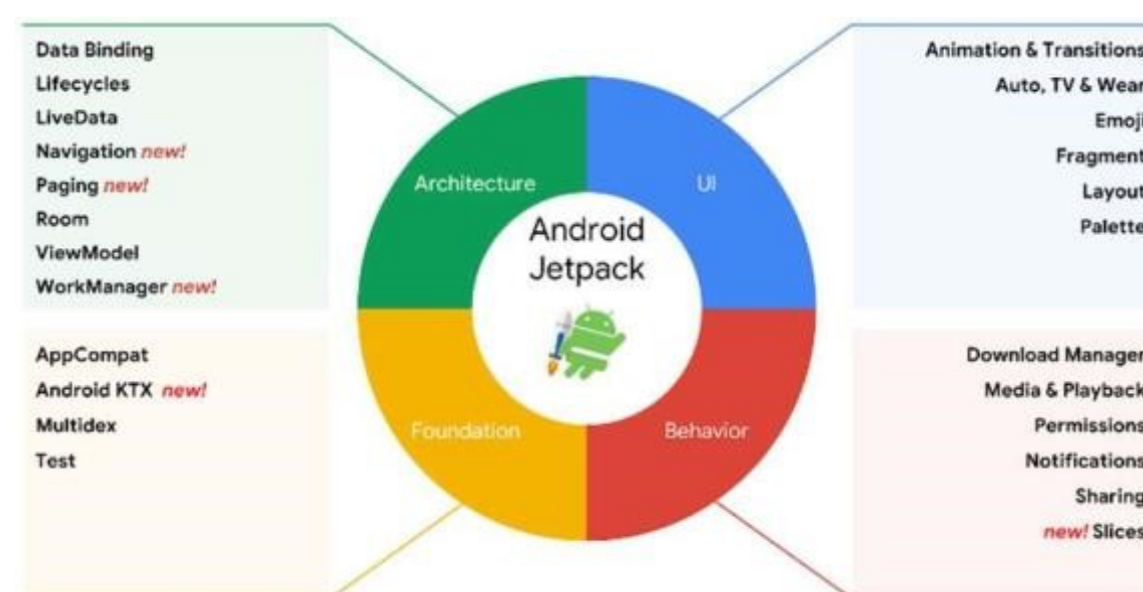 Data Binding
Lifecycles
LiveData
Navigation new!
Paging new!
Room
ViewModel
WorkManager new!
AppCompat
Android KTX new!
Multidex
Test
Architecture
UI
Android
Jetpack
Foundation
Behavior
Animation & Transitions
Auto, TV & Wear
Emoji
Fragment
Layout
Palette
Download Manager
Media & Playback
Permissions
Notifications
Sharing
new! Slices